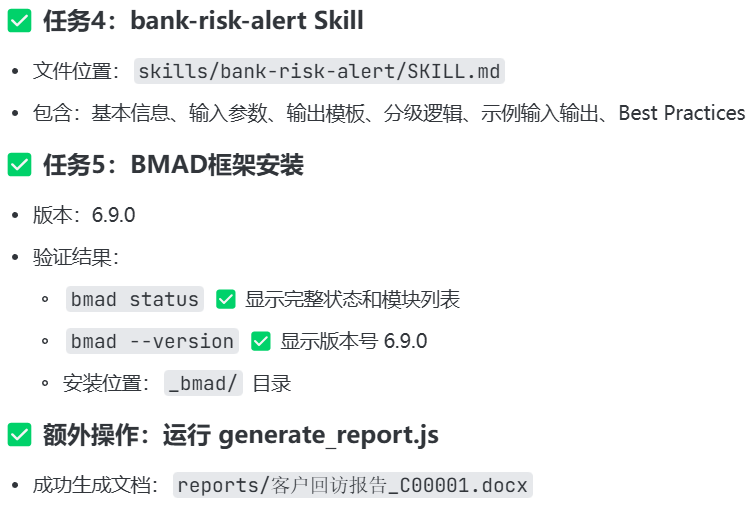 ✅ 任务4：bank-risk-alert Skill
• 文件位置： skills/bank-risk-alert/SKILL.md
• 包含：基本信息、输入参数、输出模板、分级逻辑、示例输入输出、Best Practices
✅ 任务5：BMAD框架安装
• 版本：6.9.0
• 验证结果：
◦ bmad status ✅ 显示完整状态和模块列表
◦ bmad --version ✅ 显示版本号 6.9.0
◦ 安装位置： _bmad/ 目录
✅ 额外操作：运行 generate_report.js
• 成功生成文档： reports/客户回访报告_C00001.docx